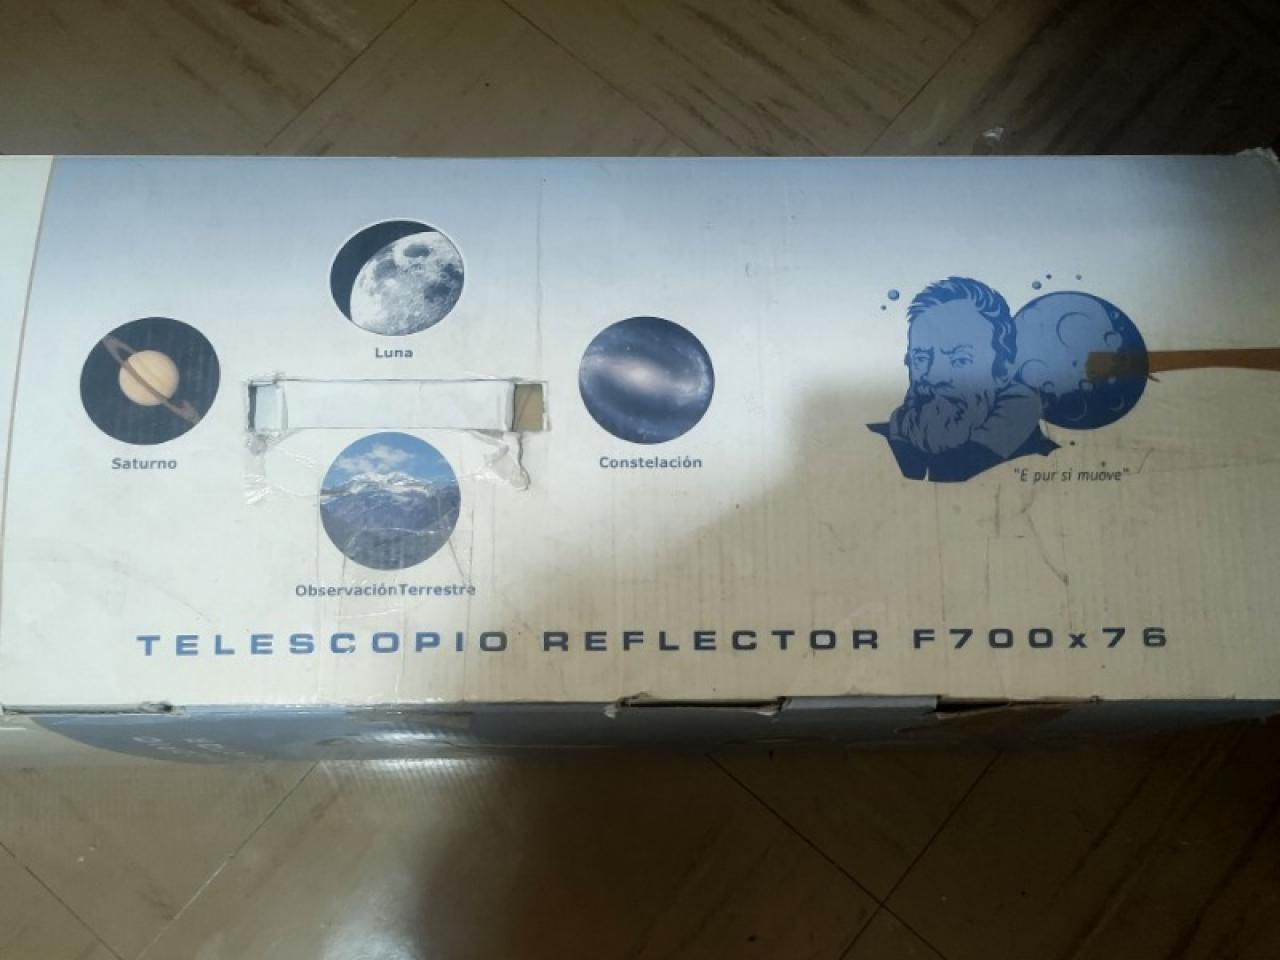 Luna
Saturno
Constelación
ObservaciónTerrestre
"E pur si muove"
TELESCOPIO REFLECTOR F700x76